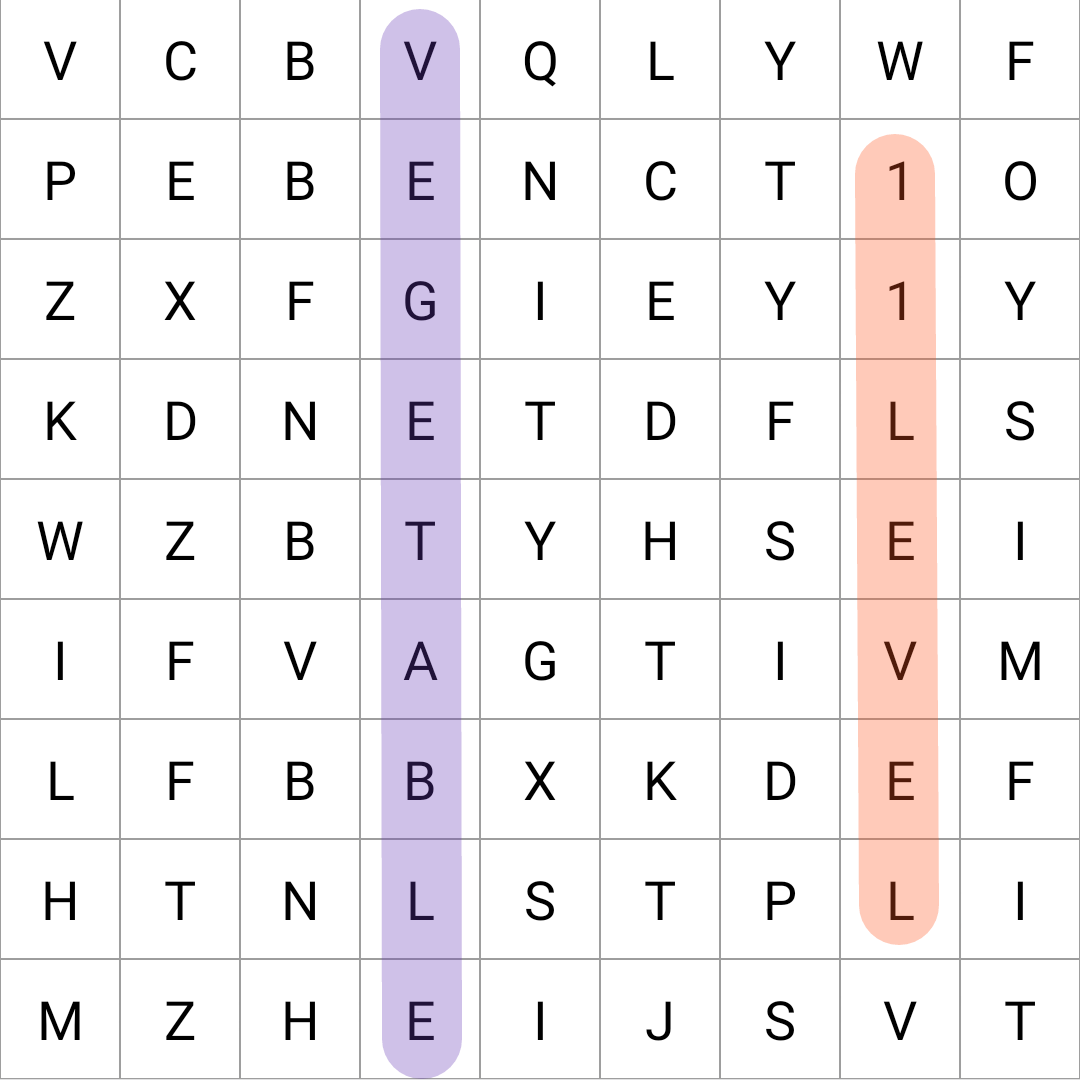 V C B V Q L Y W F
P E B E N C T 1 O
Z X F G I E Y 1 Y
K D N E T D F L S
W Z B T Y H S E I
I F V A G T I V M
L F B B X K D E F
H T N L S T P L I
M Z H E I J S V T